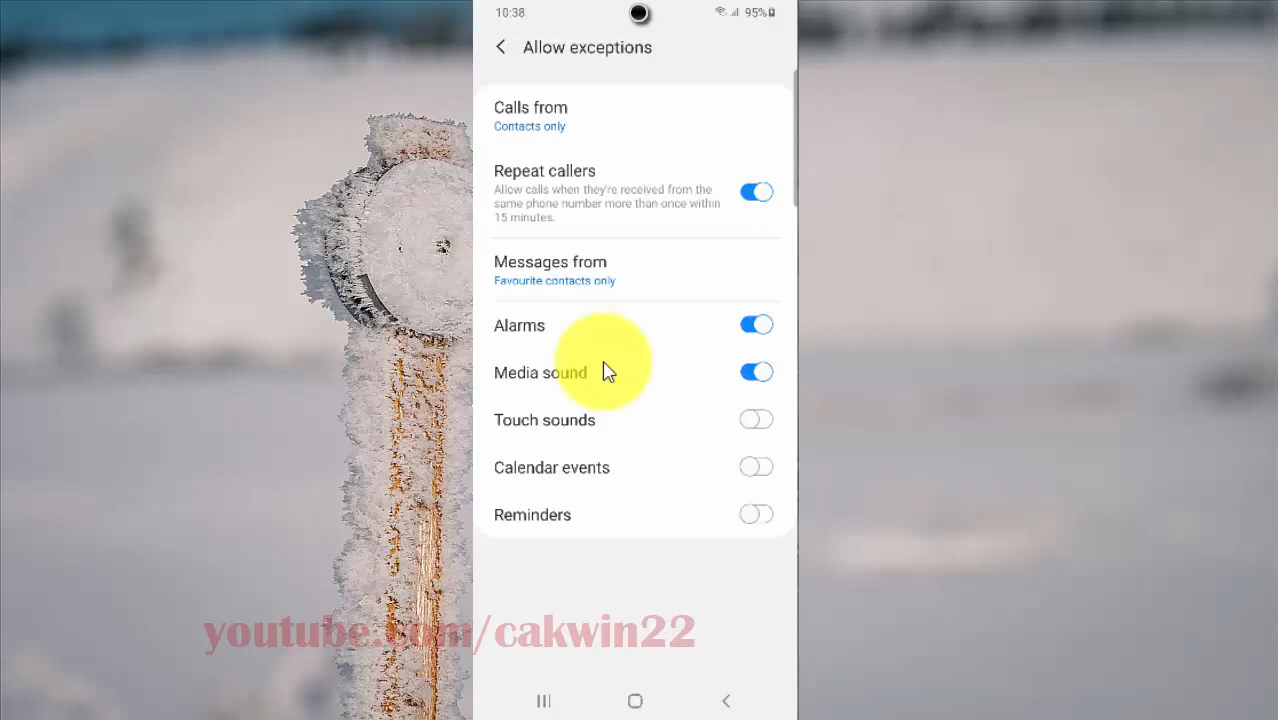 10:38
95%
Allow exceptions
Calls from
Contacts only
Repeat callers
Allow calls when they're received from the
same phone number more than once within
15 minutes.
Messages from
Favourite contacts only
Alarms
Media sound
Touch sounds
Calendar events
Reminders
youtube.com/cakwin22